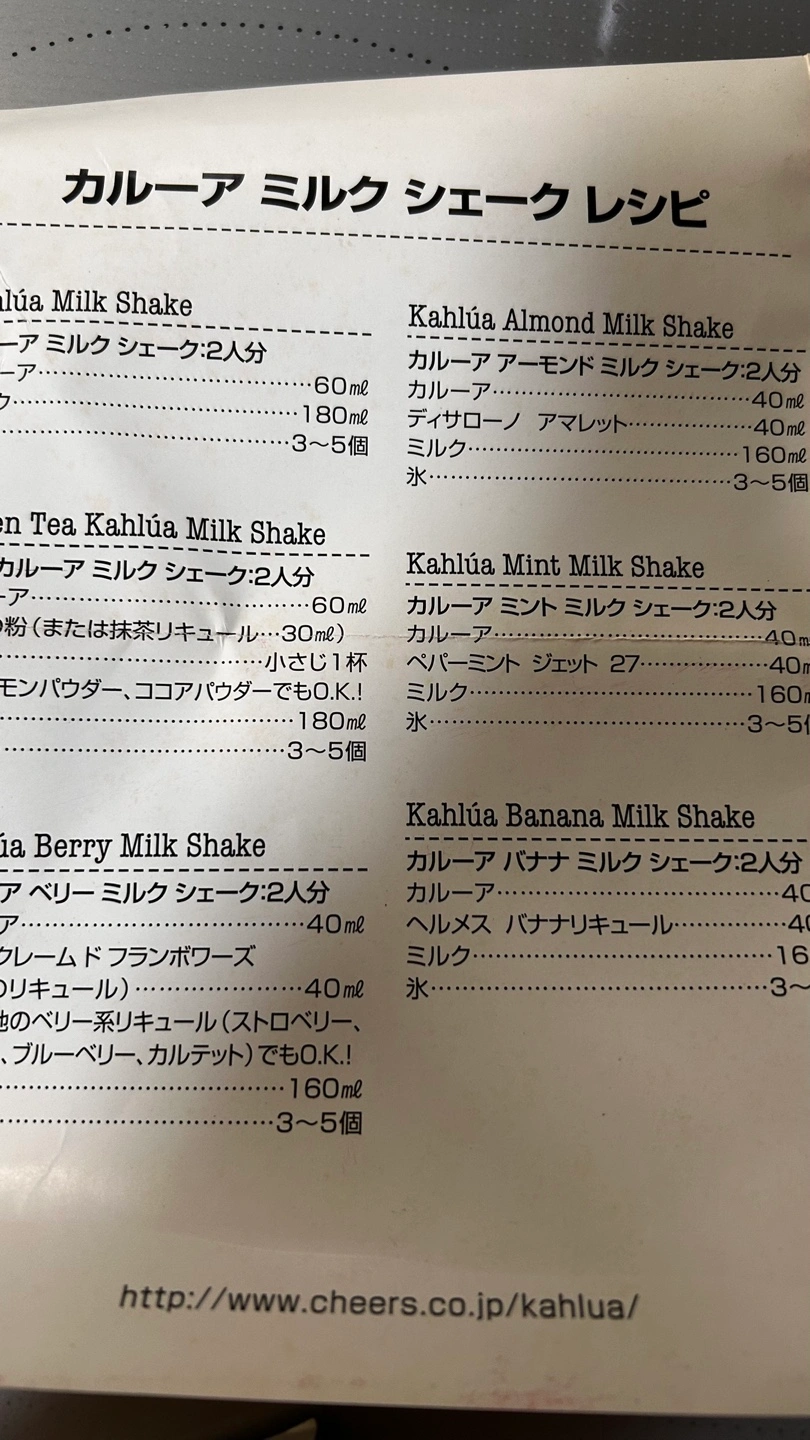 カルーア ミルク シェーク レシピ
hlúa Milk Shake
ーア ミルク シェーク:2人分
ーア……………………………60㎖
ク………………………………180㎖
………………………………3〜5個
en Tea Kahlúa Milk Shake
カルーア ミルク シェーク:2人分
ーア……………………………60㎖
粉(または抹茶リキュール…30㎖)
……………………………小さじ1杯
モンパウダー、ココアパウダーでもO.K.!
………………………………180㎖
………………………………3〜5個
úa Berry Milk Shake
ア ベリー ミルク シェーク:2人分
ア………………………………40㎖
クレーム ド フランボワーズ
のリキュール)…………………40㎖
他のベリー系リキュール(ストロベリー、
、ブルーベリー、カルテット)でもO.K.!
………………………………160㎖
………………………………3〜5個
Kahlúa Almond Milk Shake
カルーア アーモンド ミルク シェーク:2人分
カルーア…………………………40㎖
ディサローノ アマレット………………40㎖
ミルク……………………………160㎖
氷………………………………3〜5個
Kahlúa Mint Milk Shake
カルーア ミント ミルク シェーク:2人分
カルーア…………………………40m
ペパーミント ジェット 27……………40m
ミルク……………………………160m
氷………………………………3〜5個
Kahlúa Banana Milk Shake
カルーア バナナ ミルク シェーク:2人分
カルーア…………………………40
ヘルメス バナナリキュール……………40
ミルク……………………………16
氷………………………………3〜
http://www.cheers.co.jp/kahlua/